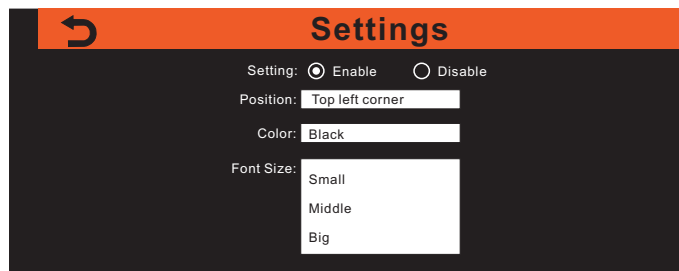 Settings
Setting: Enable Disable
Position: Top left corner
Color: Black
Font Size:
Small
Middle
Big